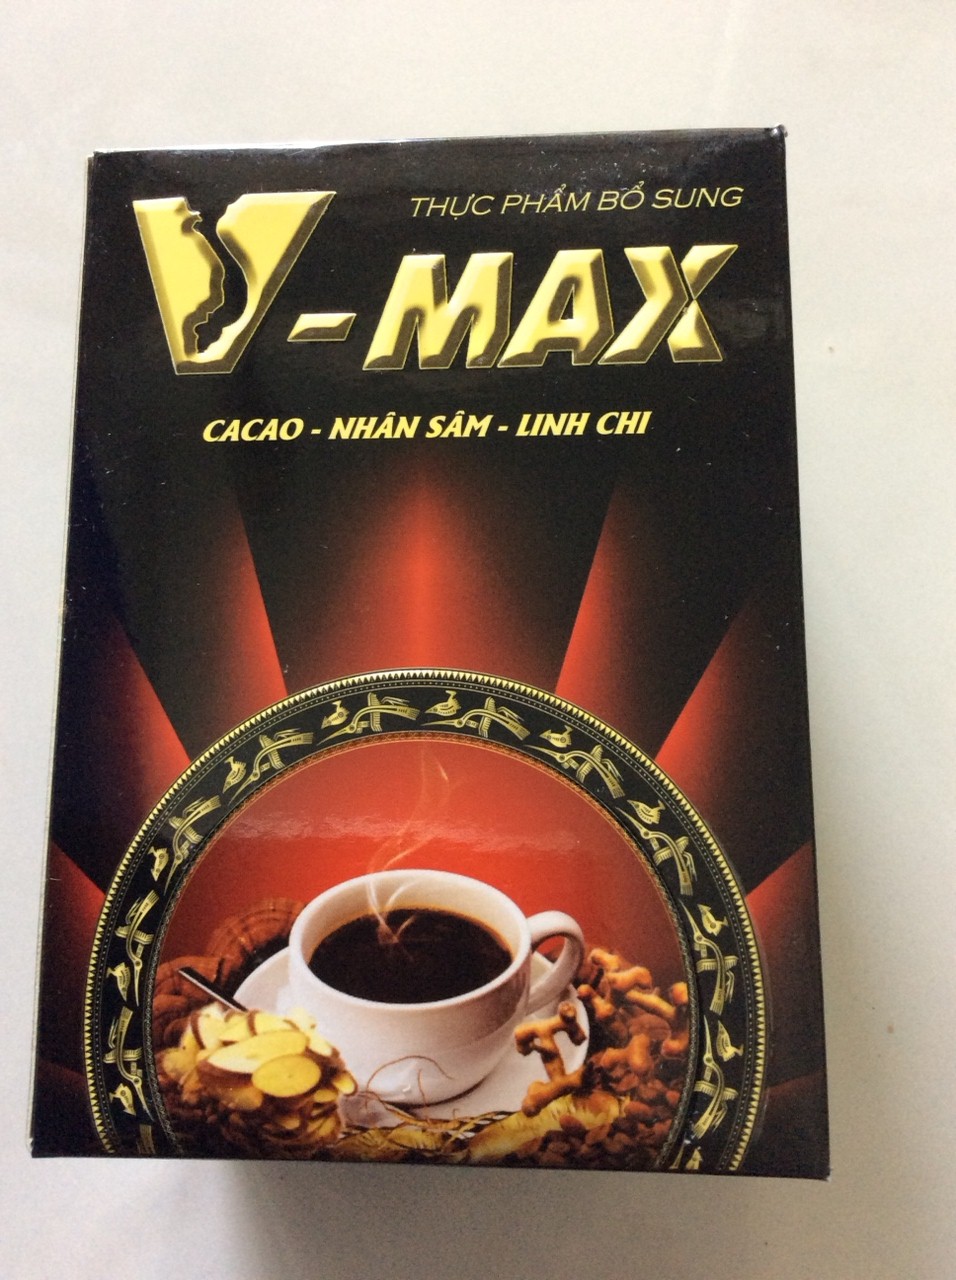 THỰC PHẨM BỔ SUNG
V-MAX
CACAO - NHÂN SÂM - LINH CHI